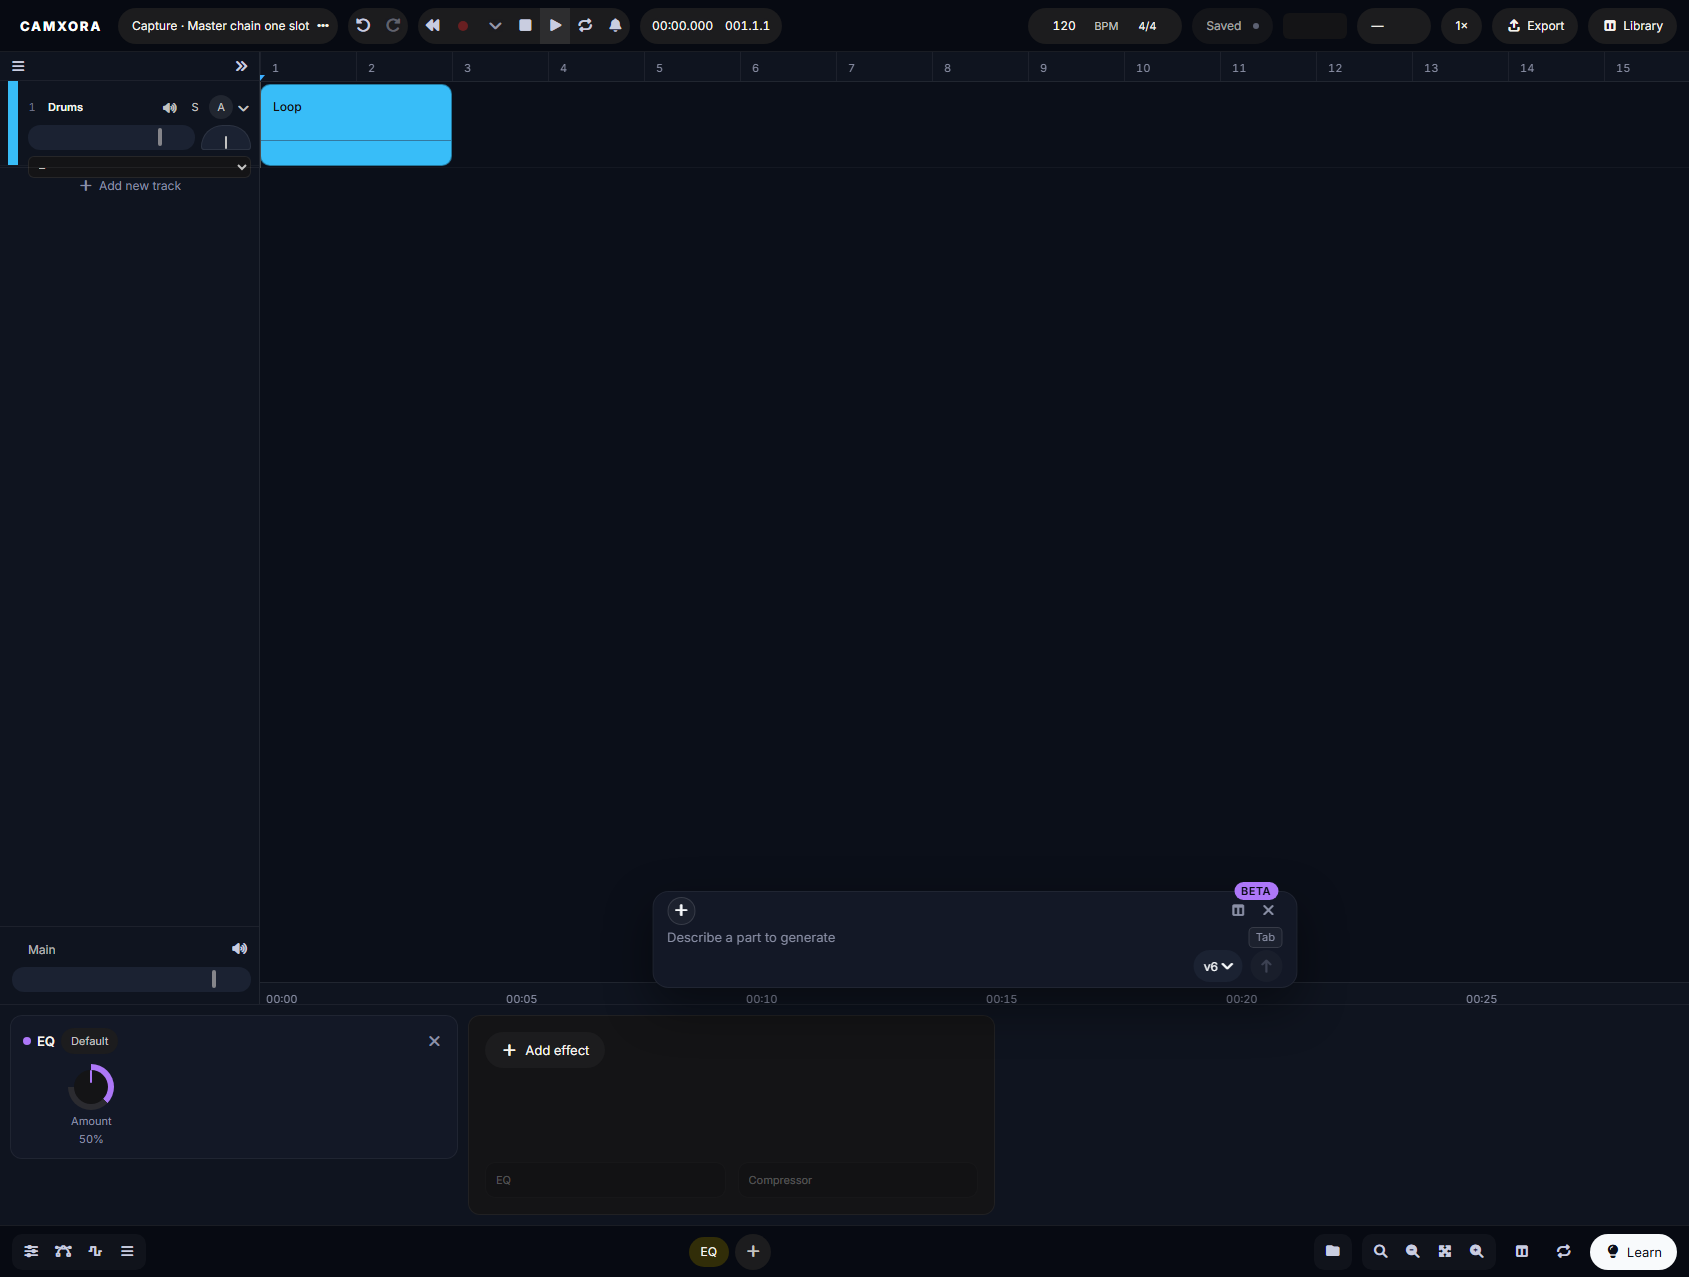 CAMXORA
Capture · Master chain one slot
00:00.000 001.1.1
120 BPM 4/4
Saved
1×
Export
Library
1 2 3 4 5 6 7 8 9 10 11 12 13 14 15
1 Drums S A
Loop
–
Add new track
BETA
Describe a part to generate
Tab
v6
Main
00:00 00:05 00:10 00:15 00:20 00:25
EQ Default
Amount
50%
Add effect
EQ
Compressor
EQ
Learn